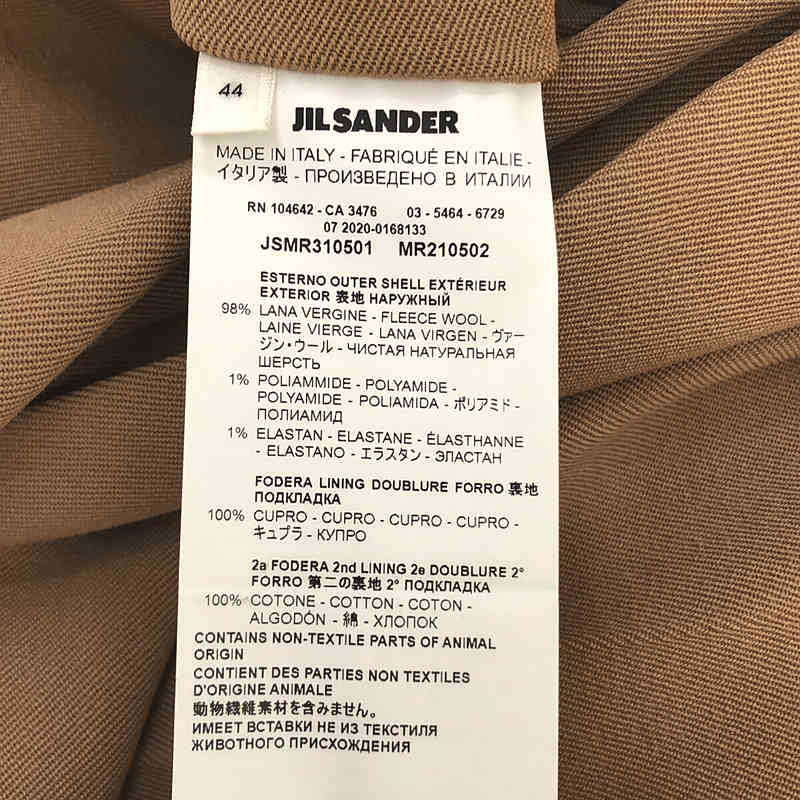 44
JIL SANDER
MADE IN ITALY - FABRIQUÉ EN ITALIE -
イタリア製 - ПРОИЗВЕДЕНО В ИТАЛИИ
RN 104642 - CA 3476 03 - 5464 - 6729
07 2020-0168133
JSMR310501 MR210502
ESTERNO OUTER SHELL EXTÉRIEUR
EXTERIOR 表地 НАРУЖНЫЙ
98% LANA VERGINE - FLEECE WOOL -
LAINE VIERGE - LANA VIRGEN - ヴァー
ジン・ウール - ЧИСТАЯ НАТУРАЛЬНАЯ
ШЕРСТЬ
1% POLIAMMIDE - POLYAMIDE -
POLYAMIDE - POLIAMIDA - ポリアミド -
ПОЛИАМИД
1% ELASTAN - ELASTANE - ÉLASTHANNE
- ELASTANO - エラスタン - ЭЛАСТАН
FODERA LINING DOUBLURE FORRO 裏地
ПОДКЛАДКА
100% CUPRO - CUPRO - CUPRO - CUPRO -
キュプラ - КУПРО
2a FODERA 2nd LINING 2e DOUBLURE 2°
FORRO 第二の裏地 2° ПОДКЛАДКА
100% COTONE - COTTON - COTON -
ALGODÓN - 綿 - ХЛОПОК
CONTAINS NON-TEXTILE PARTS OF ANIMAL
ORIGIN
CONTIENT DES PARTIES NON TEXTILES
D'ORIGINE ANIMALE
動物繊維素材を含みません。
ИМЕЕТ ВСТАВКИ НЕ ИЗ ТЕКСТИЛЯ
ЖИВОТНОГО ПРИСХОЖДЕНИЯ